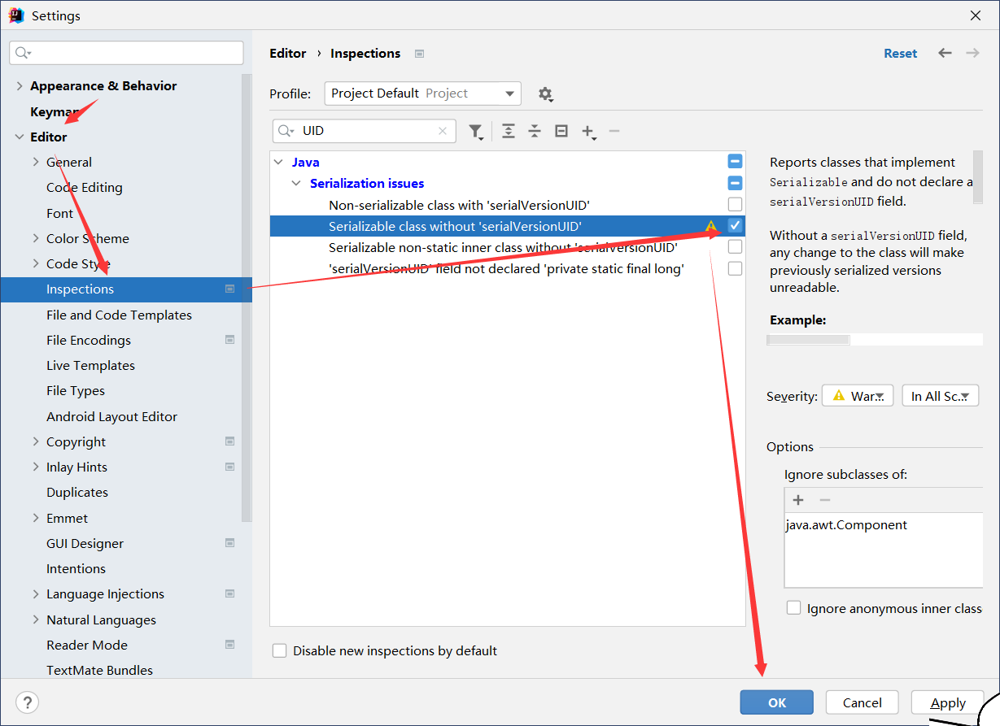 Settings
Appearance & Behavior
Keymap
Editor
General
Code Editing
Font
Color Scheme
Code Style
Inspections
File and Code Templates
File Encodings
Live Templates
File Types
Android Layout Editor
Copyright
Inlay Hints
Duplicates
Emmet
GUI Designer
Intentions
Language Injections
Natural Languages
Reader Mode
TextMate Bundles
Editor › Inspections
Reset
Profile: Project Default Project
UID
Java
Serialization issues
Non-serializable class with 'serialVersionUID'
Serializable class without 'serialVersionUID'
Serializable non-static inner class without 'serialVersionUID'
'serialVersionUID' field not declared 'private static final long'
Disable new inspections by default
Reports classes that implement
Serializable and do not declare a
serialVersionUID field.
Without a serialVersionUID field,
any change to the class will make
previously serialized versions
unreadable.
Example:
Severity: War... In All Sc...
Options
Ignore subclasses of:
java.awt.Component
Ignore anonymous inner classe
? OK Cancel Apply